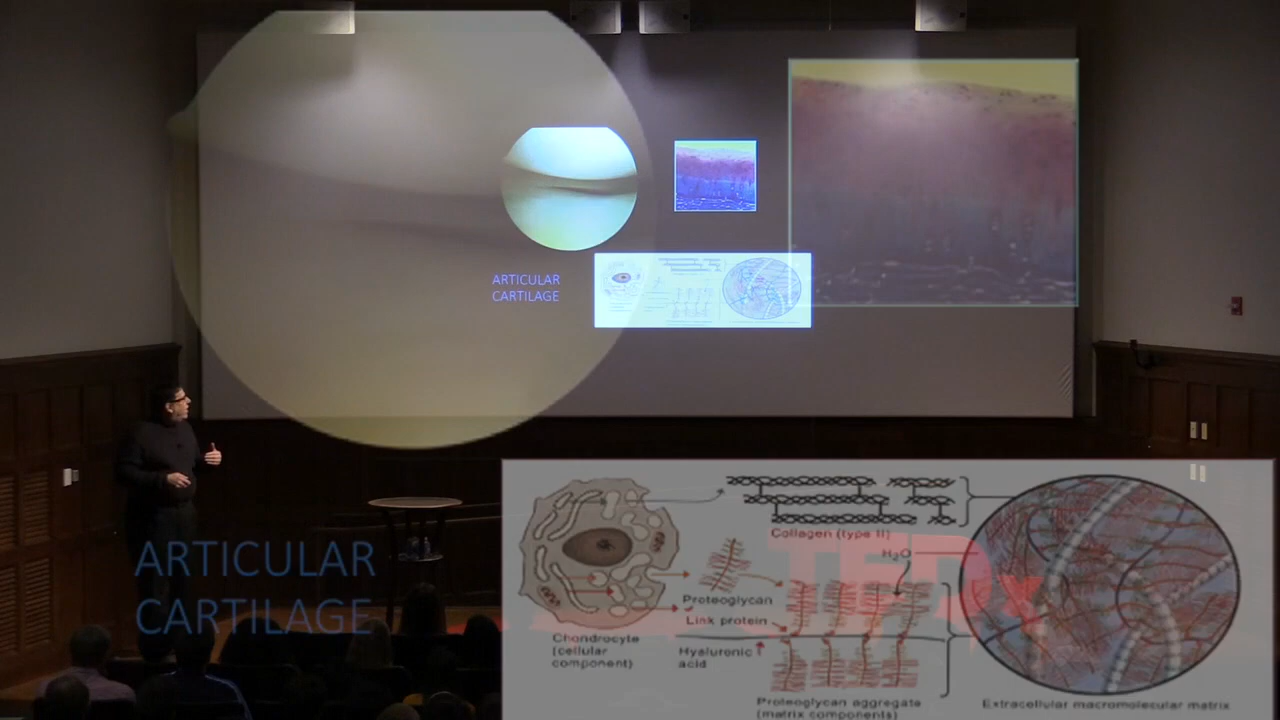 ARTICULAR
CARTILAGE
Collagen (type II)
H₂O
Proteoglycan
Link protein
Hyaluronic
acid
Chondrocyte
(cellular
component)
Proteoglycan aggregate
(matrix components)
Extracellular macromolecular matrix
ARTICULAR
CARTILAGE
TEDx